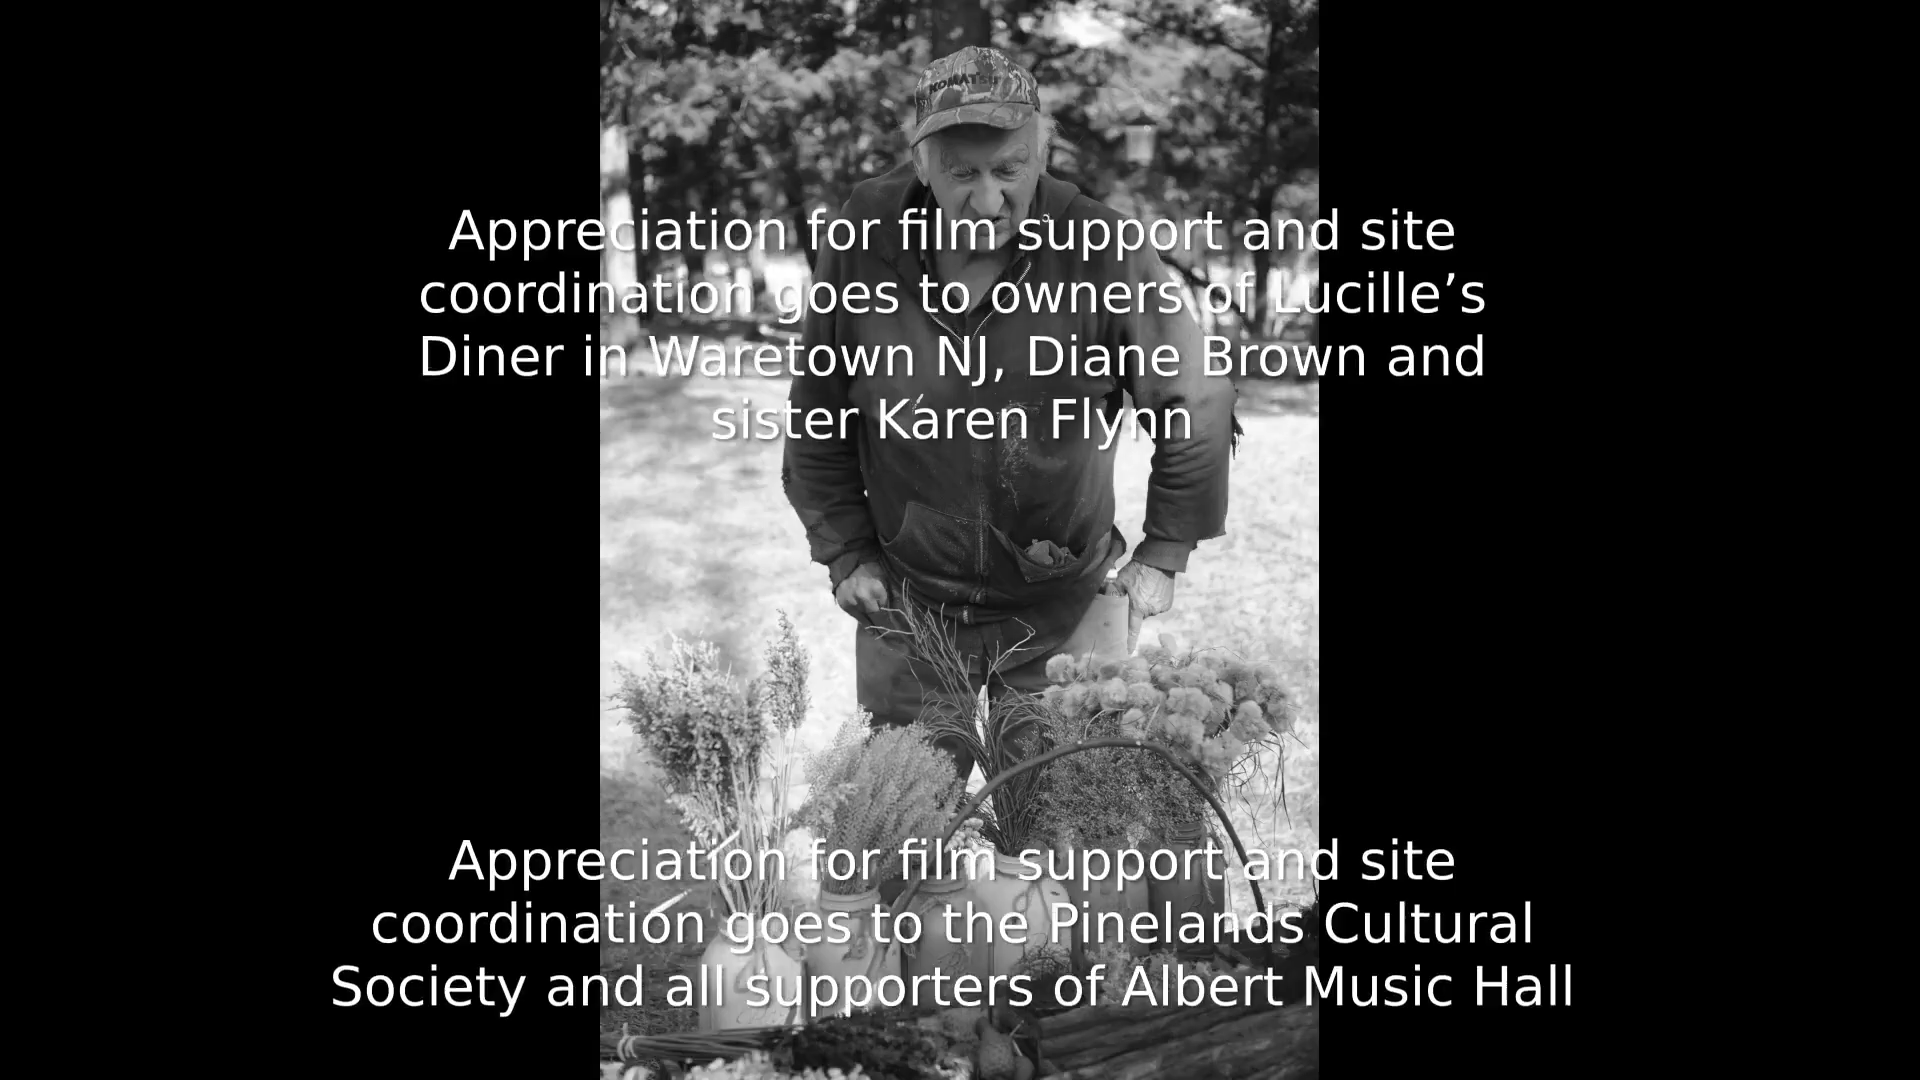 KOMATSU
Appreciation for film support and site
coordination goes to owners of Lucille’s
Diner in Waretown NJ, Diane Brown and
sister Karen Flynn
Appreciation for film support and site
coordination goes to the Pinelands Cultural
Society and all supporters of Albert Music Hall